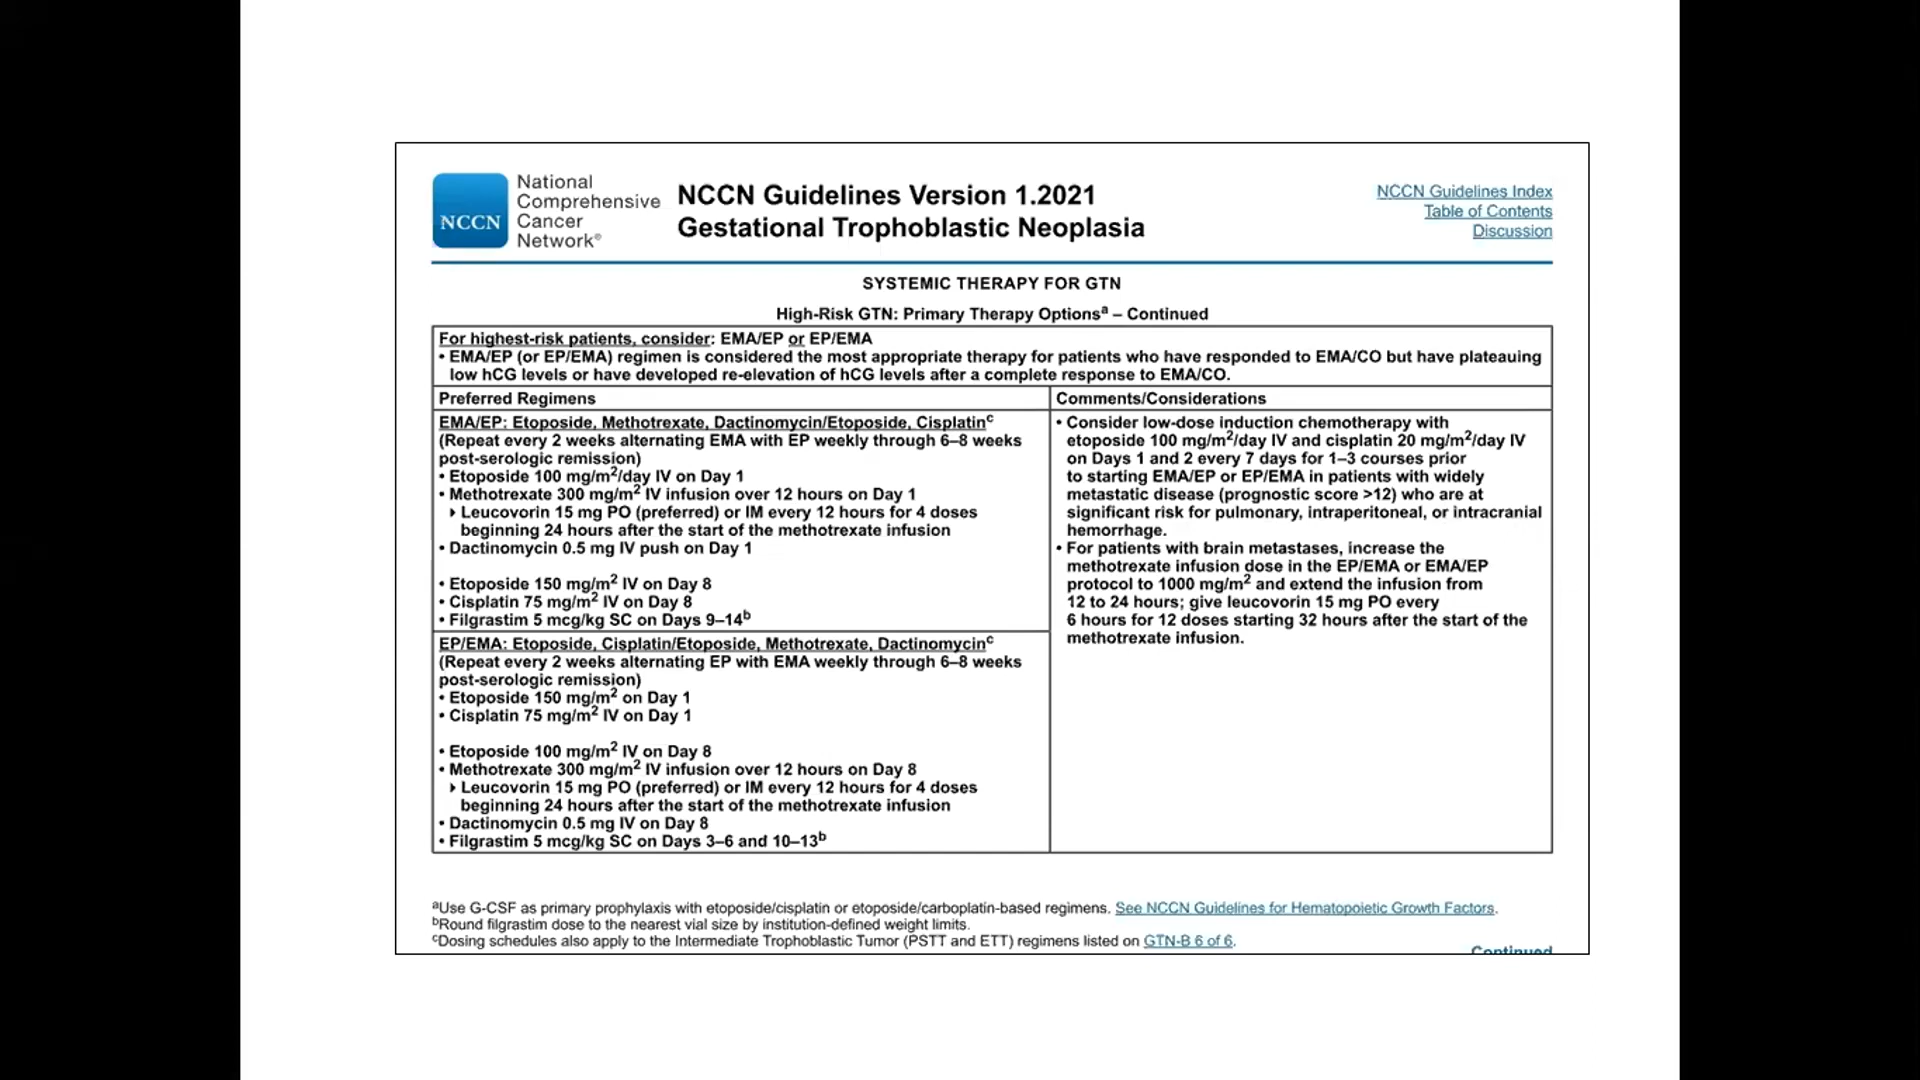 National
Comprehensive
Cancer
Network®
NCCN
NCCN Guidelines Version 1.2021
Gestational Trophoblastic Neoplasia
NCCN Guidelines Index
Table of Contents
Discussion
SYSTEMIC THERAPY FOR GTN
High-Risk GTN: Primary Therapy Optionsᵃ – Continued
For highest-risk patients, consider: EMA/EP or EP/EMA
• EMA/EP (or EP/EMA) regimen is considered the most appropriate therapy for patients who have responded to EMA/CO but have plateauing
low hCG levels or have developed re-elevation of hCG levels after a complete response to EMA/CO.
Preferred Regimens
EMA/EP: Etoposide, Methotrexate, Dactinomycin/Etoposide, Cisplatinᶜ
(Repeat every 2 weeks alternating EMA with EP weekly through 6–8 weeks
post-serologic remission)
• Etoposide 100 mg/m²/day IV on Day 1
• Methotrexate 300 mg/m² IV infusion over 12 hours on Day 1
‣ Leucovorin 15 mg PO (preferred) or IM every 12 hours for 4 doses
beginning 24 hours after the start of the methotrexate infusion
• Dactinomycin 0.5 mg IV push on Day 1
• Etoposide 150 mg/m² IV on Day 8
• Cisplatin 75 mg/m² IV on Day 8
• Filgrastim 5 mcg/kg SC on Days 9–14ᵇ
EP/EMA: Etoposide, Cisplatin/Etoposide, Methotrexate, Dactinomycinᶜ
(Repeat every 2 weeks alternating EP with EMA weekly through 6–8 weeks
post-serologic remission)
• Etoposide 150 mg/m² on Day 1
• Cisplatin 75 mg/m² IV on Day 1
• Etoposide 100 mg/m² IV on Day 8
• Methotrexate 300 mg/m² IV infusion over 12 hours on Day 8
‣ Leucovorin 15 mg PO (preferred) or IM every 12 hours for 4 doses
beginning 24 hours after the start of the methotrexate infusion
• Dactinomycin 0.5 mg IV on Day 8
• Filgrastim 5 mcg/kg SC on Days 3–6 and 10–13ᵇ
Comments/Considerations
• Consider low-dose induction chemotherapy with
etoposide 100 mg/m²/day IV and cisplatin 20 mg/m²/day IV
on Days 1 and 2 every 7 days for 1–3 courses prior
to starting EMA/EP or EP/EMA in patients with widely
metastatic disease (prognostic score >12) who are at
significant risk for pulmonary, intraperitoneal, or intracranial
hemorrhage.
• For patients with brain metastases, increase the
methotrexate infusion dose in the EP/EMA or EMA/EP
protocol to 1000 mg/m² and extend the infusion from
12 to 24 hours; give leucovorin 15 mg PO every
6 hours for 12 doses starting 32 hours after the start of the
methotrexate infusion.
ᵃUse G-CSF as primary prophylaxis with etoposide/cisplatin or etoposide/carboplatin-based regimens. See NCCN Guidelines for Hematopoietic Growth Factors.
ᵇRound filgrastim dose to the nearest vial size by institution-defined weight limits.
ᶜDosing schedules also apply to the Intermediate Trophoblastic Tumor (PSTT and ETT) regimens listed on GTN-B 6 of 6.
Continued